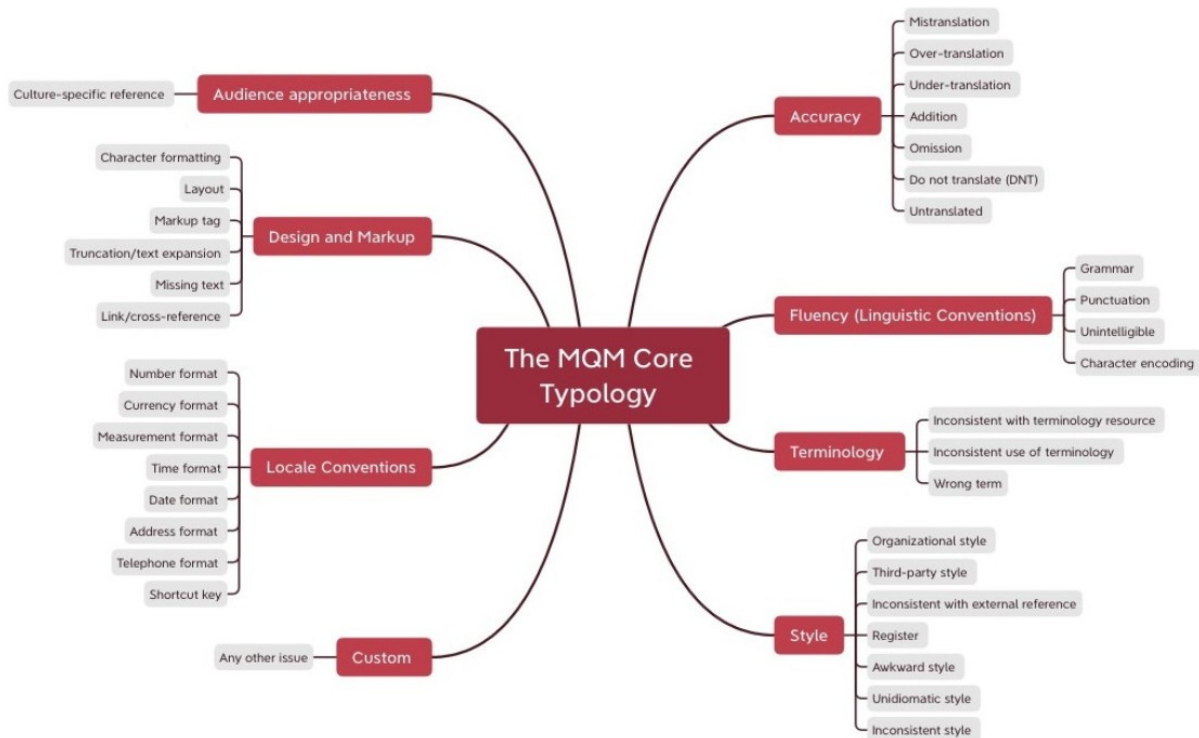 The MQM Core
Typology
Accuracy
Mistranslation
Over-translation
Under-translation
Addition
Omission
Do not translate (DNT)
Untranslated
Fluency (Linguistic Conventions)
Grammar
Punctuation
Unintelligible
Character encoding
Terminology
Inconsistent with terminology resource
Inconsistent use of terminology
Wrong term
Style
Organizational style
Third-party style
Inconsistent with external reference
Register
Awkward style
Unidiomatic style
Inconsistent style
Audience appropriateness
Culture-specific reference
Design and Markup
Character formatting
Layout
Markup tag
Truncation/text expansion
Missing text
Link/cross-reference
Locale Conventions
Number format
Currency format
Measurement format
Time format
Date format
Address format
Telephone format
Shortcut key
Custom
Any other issue